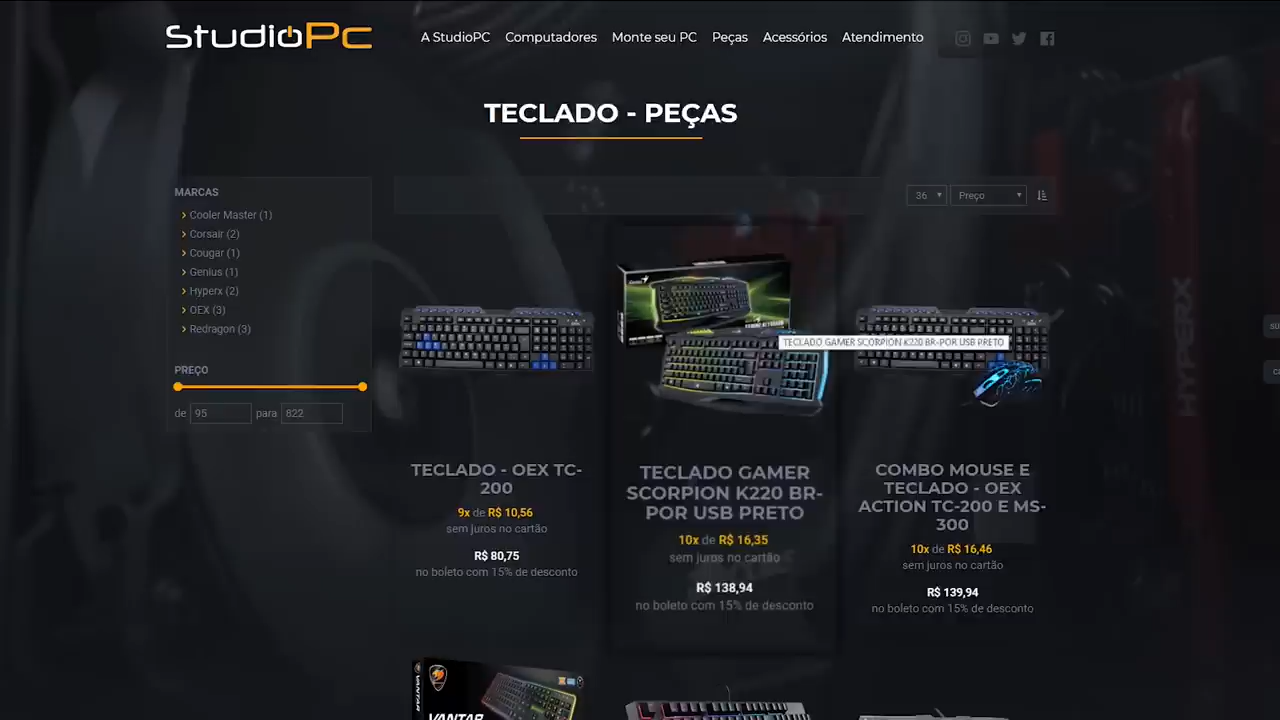 StudioPc
A StudioPC Computadores Monte seu PC Peças Acessórios Atendimento
TECLADO - PEÇAS
MARCAS
Cooler Master (1)
Corsair (2)
Cougar (1)
Genius (1)
Hyperx (2)
OEX (3)
Redragon (3)
PREÇO
de 95 para 822
36 Preço
TECLADO GAMER SCORPION K220 BR-POR USB PRETO
TECLADO - OEX TC-
200
9x de R$ 10,56
sem juros no cartão
R$ 80,75
no boleto com 15% de desconto
TECLADO GAMER
SCORPION K220 BR-
POR USB PRETO
10x de R$ 16,35
sem juros no cartão
R$ 138,94
no boleto com 15% de desconto
COMBO MOUSE E
TECLADO - OEX
ACTION TC-200 E MS-
300
10x de R$ 16,46
sem juros no cartão
R$ 139,94
no boleto com 15% de desconto
HYPERX
VANTAR
VANTAR